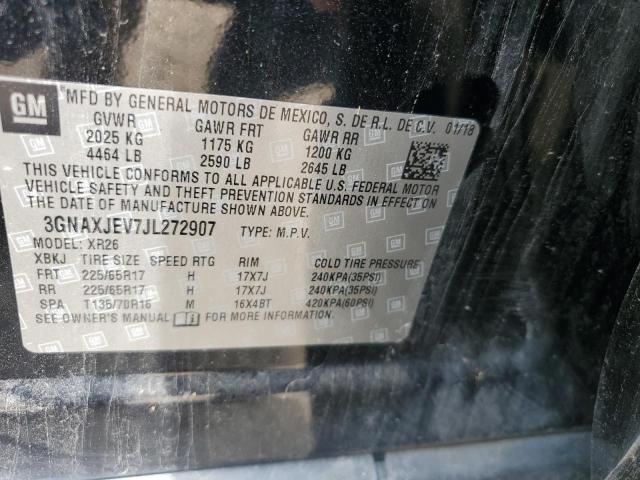 GM MFD BY GENERAL MOTORS DE MEXICO, S. DE R.L. DE C.V. 01/18
GVWR GAWR FRT GAWR RR
2025 KG 1175 KG 1200 KG
4464 LB 2590 LB 2645 LB
THIS VEHICLE CONFORMS TO ALL APPLICABLE U.S. FEDERAL MOTOR
VEHICLE SAFETY AND THEFT PREVENTION STANDARDS IN EFFECT ON
THE DATE OF MANUFACTURE SHOWN ABOVE.
3GNAXJEV7JL272907 TYPE: M.P.V.
MODEL: XR26
XBKJ TIRE SIZE SPEED RTG RIM COLD TIRE PRESSURE
FRT 225/65R17 H 17X7J 240KPA(35PSI)
RR 225/65R17 H 17X7J 240KPA(35PSI)
SPA T135/70R16 M 16X4BT 420KPA(60PSI)
SEE OWNER'S MANUAL FOR MORE INFORMATION.